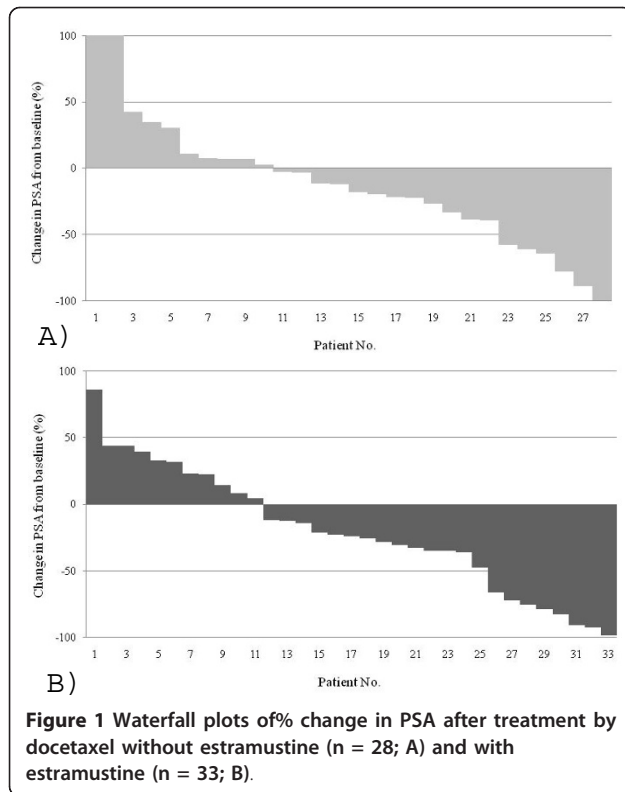 100
50
0
-50
-100
Change in PSA from baseline (%)
1 3 5 7 9 11 13 15 17 19 21 23 25 27
A)
Patient No.
100
50
0
-50
-100
Change in PSA from baseline (%)
1 3 5 7 9 11 13 15 17 19 21 23 25 27 29 31 33
B)
Patient No.
Figure 1 Waterfall plots of% change in PSA after treatment by
docetaxel without estramustine (n = 28; A) and with
estramustine (n = 33; B).